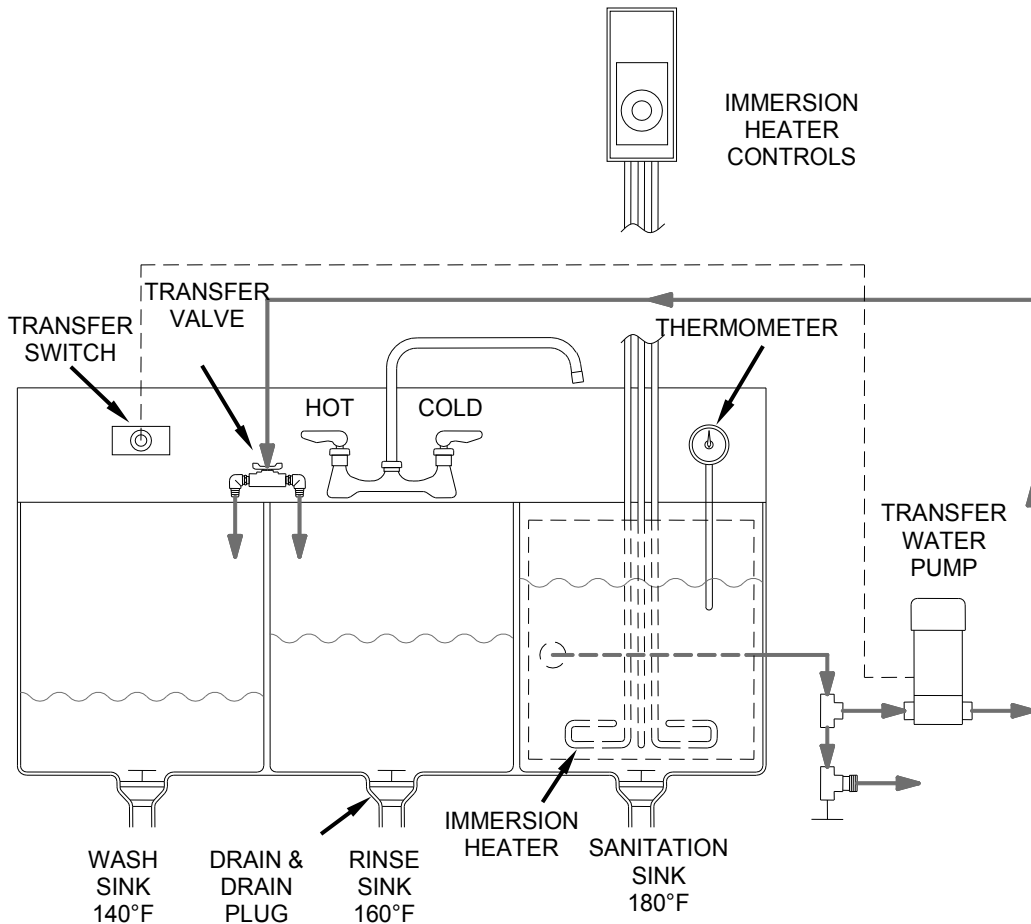 IMMERSION
HEATER
CONTROLS
TRANSFER
VALVE
TRANSFER
SWITCH
THERMOMETER
HOT
COLD
TRANSFER
WATER
PUMP
IMMERSION
HEATER
WASH
SINK
140°F
DRAIN &
DRAIN
PLUG
RINSE
SINK
160°F
SANITATION
SINK
180°F